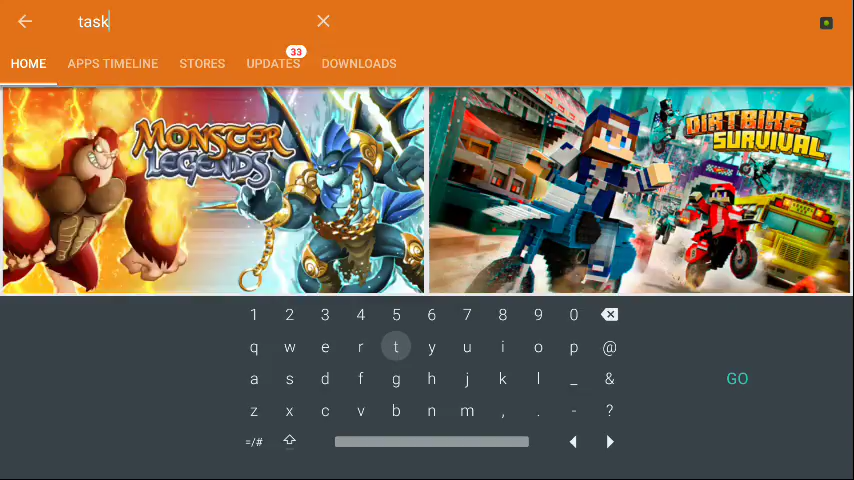 task
HOME APPS TIMELINE STORES UPDATES 33 DOWNLOADS
MONSTER
LEGENDS
DIRTBIKE
SURVIVAL
1 2 3 4 5 6 7 8 9 0
q w e r t y u i o p @
a s d f g h j k l _ &
GO
z x c v b n m , . - ?
=/#